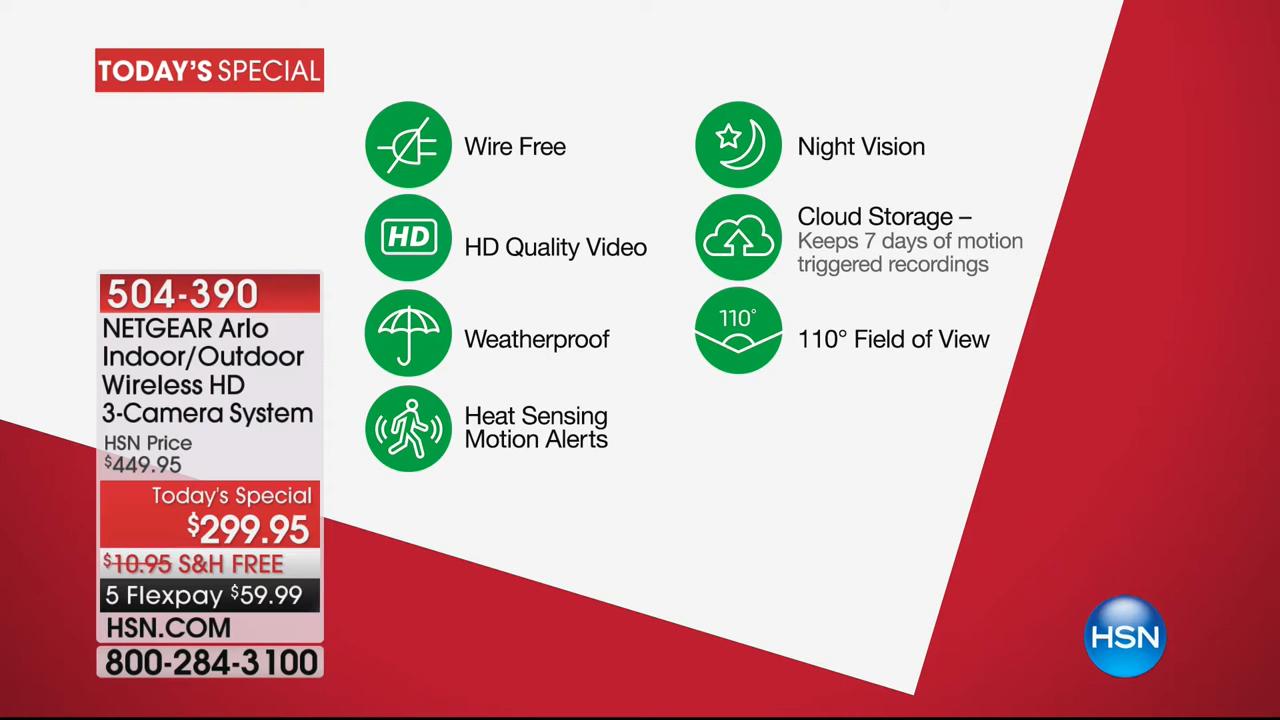 TODAY'S SPECIAL
Wire Free
HD
HD Quality Video
Weatherproof
Heat Sensing
Motion Alerts
Night Vision
Cloud Storage –
Keeps 7 days of motion
triggered recordings
110°
110° Field of View
504-390
NETGEAR Arlo
Indoor/Outdoor
Wireless HD
3-Camera System
HSN Price
$449.95
Today's Special
$299.95
$10.95 S&H FREE
5 Flexpay $59.99
HSN.COM
800-284-3100
HSN